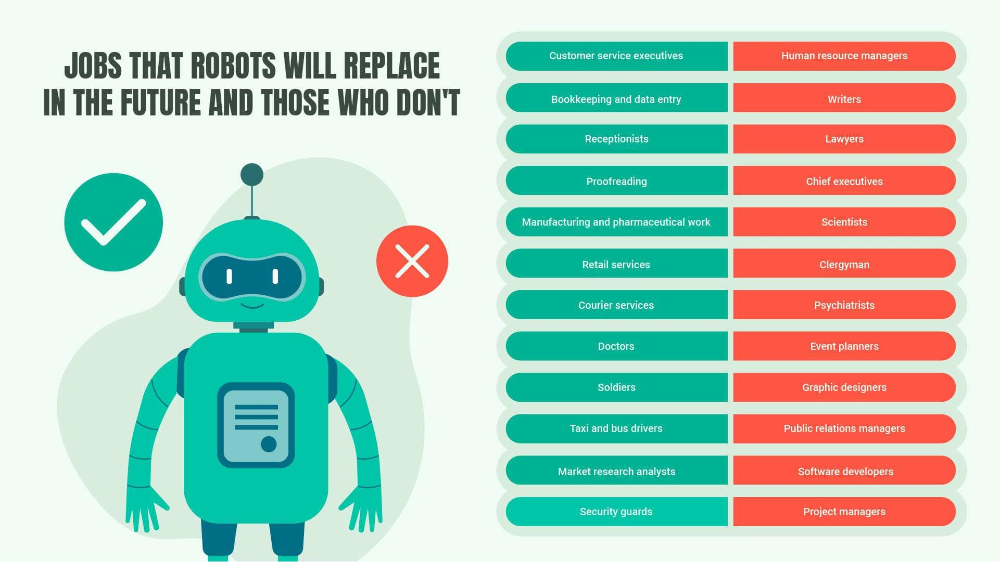 JOBS THAT ROBOTS WILL REPLACE
IN THE FUTURE AND THOSE WHO DON'T
Customer service executives
Human resource managers
Bookkeeping and data entry
Writers
Receptionists
Lawyers
Proofreading
Chief executives
Manufacturing and pharmaceutical work
Scientists
Retail services
Clergyman
Courier services
Psychiatrists
Doctors
Event planners
Soldiers
Graphic designers
Taxi and bus drivers
Public relations managers
Market research analysts
Software developers
Security guards
Project managers